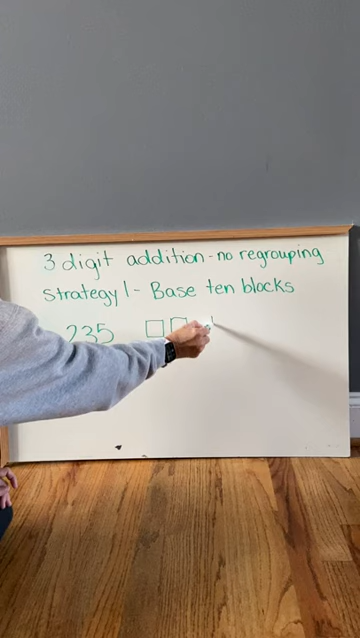 3 digit addition - no regrouping
strategy 1 - Base ten blocks
235